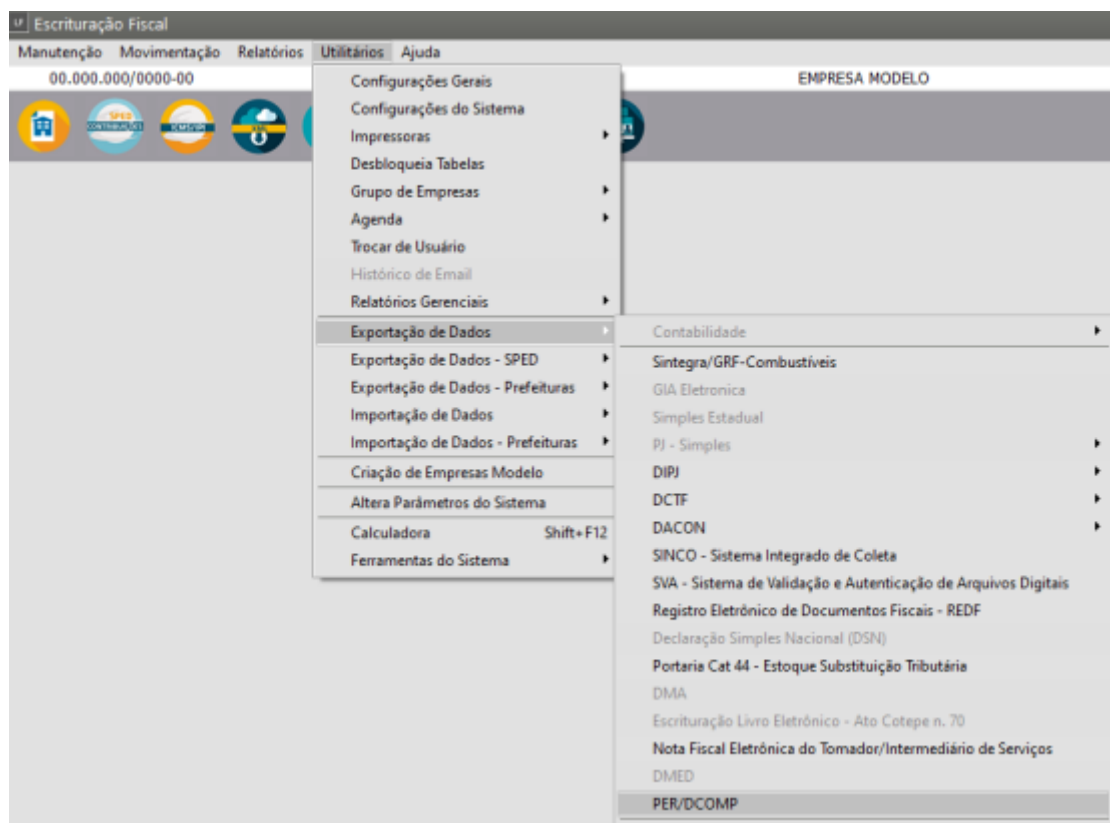 Escrituração Fiscal
Manutenção Movimentação Relatórios Utilitários Ajuda
00.000.000/0000-00 EMPRESA MODELO
SPED
CONTRIBUIÇÕES
ICMS/IPI
XML
Configurações Gerais
Configurações do Sistema
Impressoras
Desbloqueia Tabelas
Grupo de Empresas
Agenda
Trocar de Usuário
Histórico de Email
Relatórios Gerenciais
Exportação de Dados
Exportação de Dados - SPED
Exportação de Dados - Prefeituras
Importação de Dados
Importação de Dados - Prefeituras
Criação de Empresas Modelo
Altera Parâmetros do Sistema
Calculadora Shift+F12
Ferramentas do Sistema
Contabilidade
Sintegra/GRF-Combustíveis
GIA Eletronica
Simples Estadual
PJ - Simples
DIPJ
DCTF
DACON
SINCO - Sistema Integrado de Coleta
SVA - Sistema de Validação e Autenticação de Arquivos Digitais
Registro Eletrônico de Documentos Fiscais - REDF
Declaração Simples Nacional (DSN)
Portaria Cat 44 - Estoque Substituição Tributária
DMA
Escrituração Livro Eletrônico - Ato Cotepe n. 70
Nota Fiscal Eletrônica do Tomador/Intermediário de Serviços
DMED
PER/DCOMP